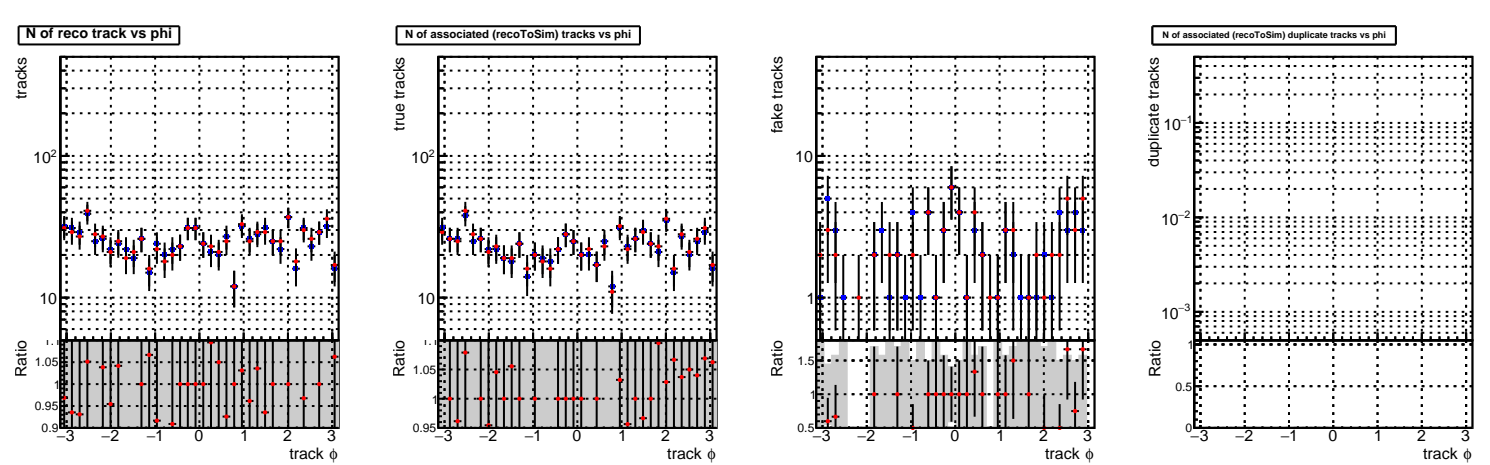 N of reco track vs phi
tracks
10²
10
Ratio
1.05
1
0.95
0.9
−3 −2 −1 0 1 2 3
track ϕ
N of associated (recoToSim) tracks vs phi
true tracks
10²
10
Ratio
1.05
1
0.95
−3 −2 −1 0 1 2 3
track ϕ
fake tracks
10
1
Ratio
1.5
1
0.5
−3 −2 −1 0 1 2 3
track ϕ
N of associated (recoToSim) duplicate tracks vs phi
duplicate tracks
10⁻¹
10⁻²
10⁻³
Ratio
1
0.5
0
−3 −2 −1 0 1 2 3
track ϕ